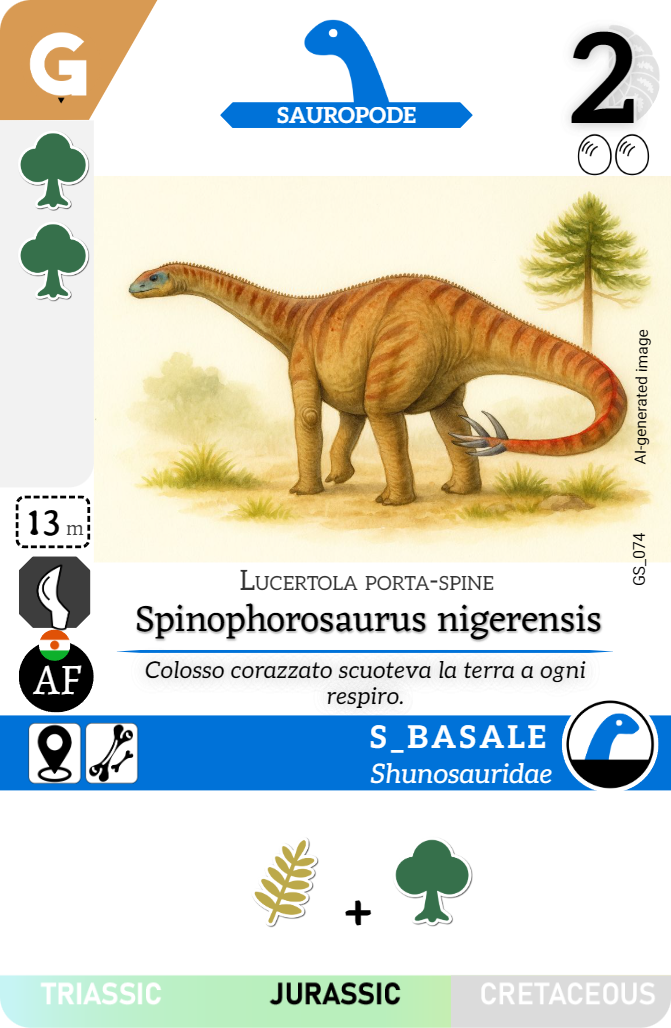 G
SAUROPODE
2
AI-generated image
13 m
GS_074
LUCERTOLA PORTA-SPINE
Spinophorosaurus nigerensis
AF
Colosso corazzato scuoteva la terra a ogni
respiro.
S_BASALE
Shunosauridae
+
TRIASSIC JURASSIC CRETACEOUS